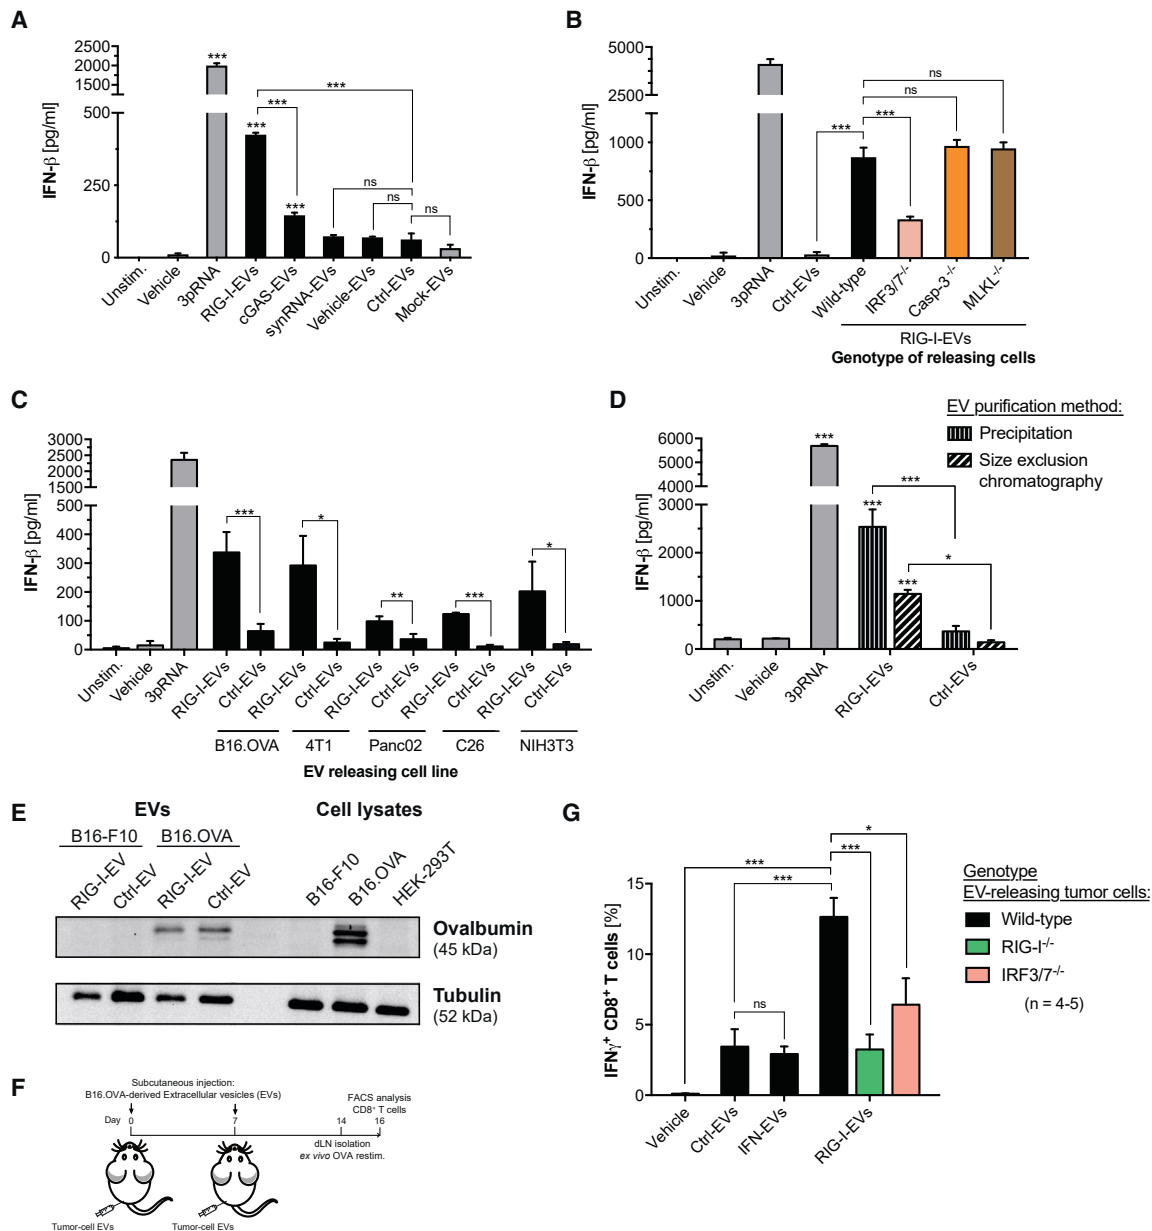 A
IFN-β [pg/ml]
2500
2000
1500
500
250
0
***
***
***
***
***
ns
ns
ns
Unstim.
Vehicle
3pRNA
RIG-I-EVs
cGAS-EVs
synRNA-EVs
Vehicle-EVs
Ctrl-EVs
Mock-EVs
B
IFN-β [pg/ml]
5000
2500
1000
500
0
ns
ns
***
***
Unstim.
Vehicle
3pRNA
Ctrl-EVs
Wild-type
IRF3/7-/-
Casp-3-/-
MLKL-/-
RIG-I-EVs
Genotype of releasing cells
C
IFN-β [pg/ml]
3000
2500
2000
1500
500
400
300
200
100
0
***
*
**
***
*
Unstim.
Vehicle
3pRNA
RIG-I-EVs
Ctrl-EVs
RIG-I-EVs
Ctrl-EVs
RIG-I-EVs
Ctrl-EVs
RIG-I-EVs
Ctrl-EVs
RIG-I-EVs
Ctrl-EVs
B16.OVA
4T1
Panc02
C26
NIH3T3
EV releasing cell line
D
EV purification method:
Precipitation
Size exclusion
chromatography
IFN-β [pg/ml]
6000
5000
4000
3000
2000
1000
0
***
***
***
***
*
Unstim.
Vehicle
3pRNA
RIG-I-EVs
Ctrl-EVs
E
EVs
Cell lysates
B16-F10
B16.OVA
RIG-I-EV
Ctrl-EV
RIG-I-EV
Ctrl-EV
B16-F10
B16.OVA
HEK-293T
Ovalbumin
(45 kDa)
Tubulin
(52 kDa)
F
Subcutaneous injection:
B16.OVA-derived Extracellular vesicles (EVs)
FACS analysis
CD8+ T cells
Day 0
7
14
16
dLN isolation
ex vivo OVA restim.
Tumor-cell EVs
Tumor-cell EVs
G
IFNγ+ CD8+ T cells [%]
15
10
5
0
*
***
***
***
ns
Vehicle
Ctrl-EVs
IFN-EVs
RIG-I-EVs
Genotype
EV-releasing tumor cells:
Wild-type
RIG-I-/-
IRF3/7-/-
(n = 4-5)